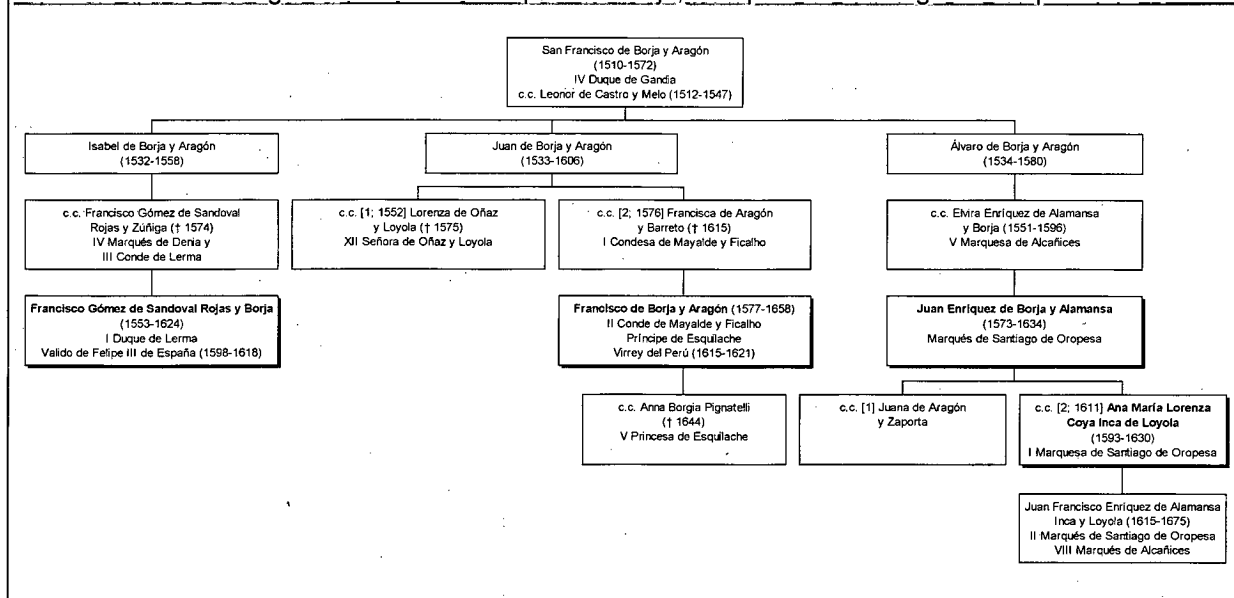 San Francisco de Borja y Aragón
(1510-1572)
IV Duque de Gandia
c.c. Leonor de Castro y Melo (1512-1547)
Isabel de Borja y Aragón
(1532-1558)
Juan de Borja y Aragón
(1533-1606)
Álvaro de Borja y Aragón
(1534-1580)
c.c. Francisco Gómez de Sandoval
Rojas y Zúñiga († 1574)
IV Marqués de Denia y
III Conde de Lerma
c.c. [1; 1552] Lorenza de Oñaz
y Loyola († 1575)
XII Señora de Oñaz y Loyola
c.c. [2; 1576] Francisca de Aragón
y Barreto († 1615)
I Condesa de Mayalde y Ficalho
c.c. Elvira Enríquez de Alamansa
y Borja (1551-1596)
V Marquesa de Alcañices
Francisco Gómez de Sandoval Rojas y Borja
(1553-1624)
I Duque de Lerma
Valido de Felipe III de España (1598-1618)
Francisco de Borja y Aragón (1577-1658)
II Conde de Mayalde y Ficalho
Príncipe de Esquilache
Virrey del Perú (1615-1621)
Juan Enríquez de Borja y Alamansa
(1573-1634)
Marqués de Santiago de Oropesa
c.c. Anna Borgia Pignatelli
(† 1644)
V Princesa de Esquilache
c.c. [1] Juana de Aragón
y Zaporta
c.c. [2; 1611] Ana María Lorenza
Coya Inca de Loyola
(1593-1630)
I Marquesa de Santiago de Oropesa
Juan Francisco Enríquez de Alamansa
Inca y Loyola (1615-1675)
II Marqués de Santiago de Oropesa
VIII Marqués de Alcañices